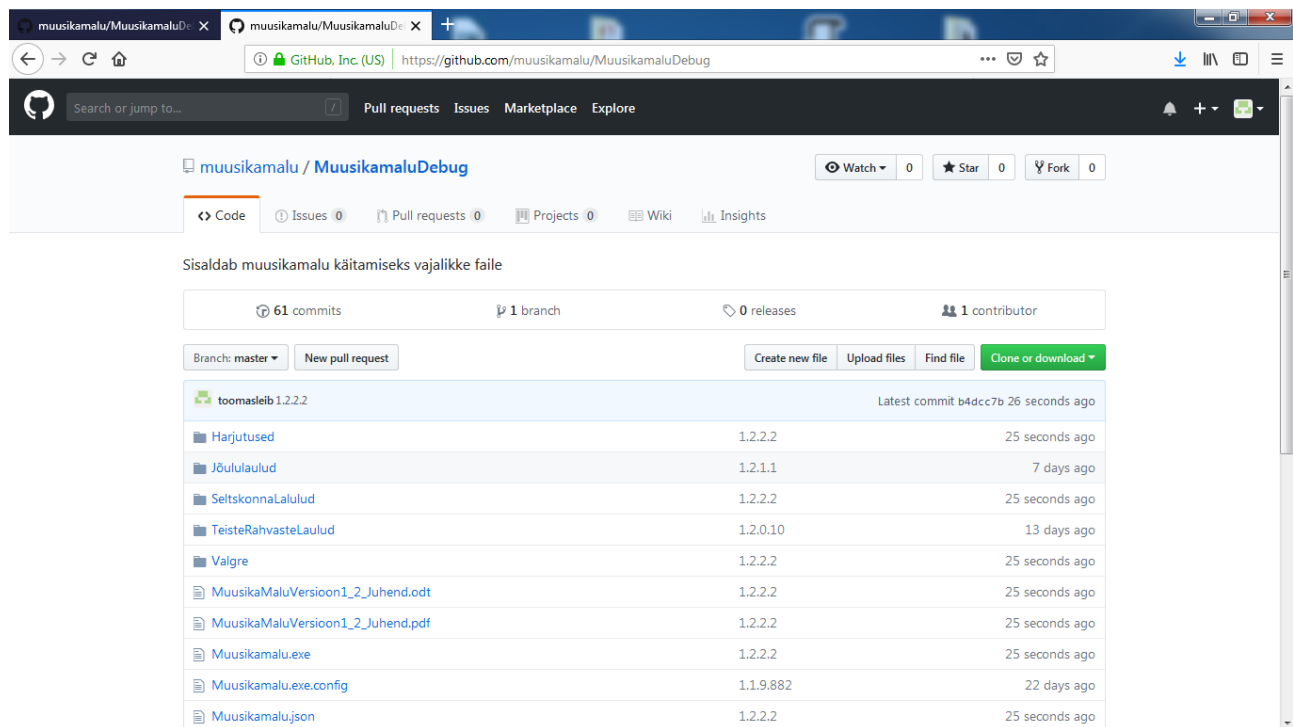 muusikamalu/MuusikamaluDe muusikamalu/MuusikamaluDe
GitHub, Inc. (US) https://github.com/muusikamalu/MuusikamaluDebug
Search or jump to... / Pull requests Issues Marketplace Explore
muusikamalu / MuusikamaluDebug Watch 0 Star 0 Fork 0
Code Issues 0 Pull requests 0 Projects 0 Wiki Insights
Sisaldab muusikamalu käitamiseks vajalikke faile
61 commits 1 branch 0 releases 1 contributor
Branch: master New pull request Create new file Upload files Find file Clone or download
toomasleib 1.2.2.2 Latest commit b4dcc7b 26 seconds ago
Harjutused 1.2.2.2 25 seconds ago
Jõululaulud 1.2.1.1 7 days ago
SeltskonnaLalulud 1.2.2.2 25 seconds ago
TeisteRahvasteLaulud 1.2.0.10 13 days ago
Valgre 1.2.2.2 25 seconds ago
MuusikaMaluVersioon1_2_Juhend.odt 1.2.2.2 25 seconds ago
MuusikaMaluVersioon1_2_Juhend.pdf 1.2.2.2 25 seconds ago
Muusikamalu.exe 1.2.2.2 25 seconds ago
Muusikamalu.exe.config 1.1.9.882 22 days ago
Muusikamalu.json 1.2.2.2 25 seconds ago